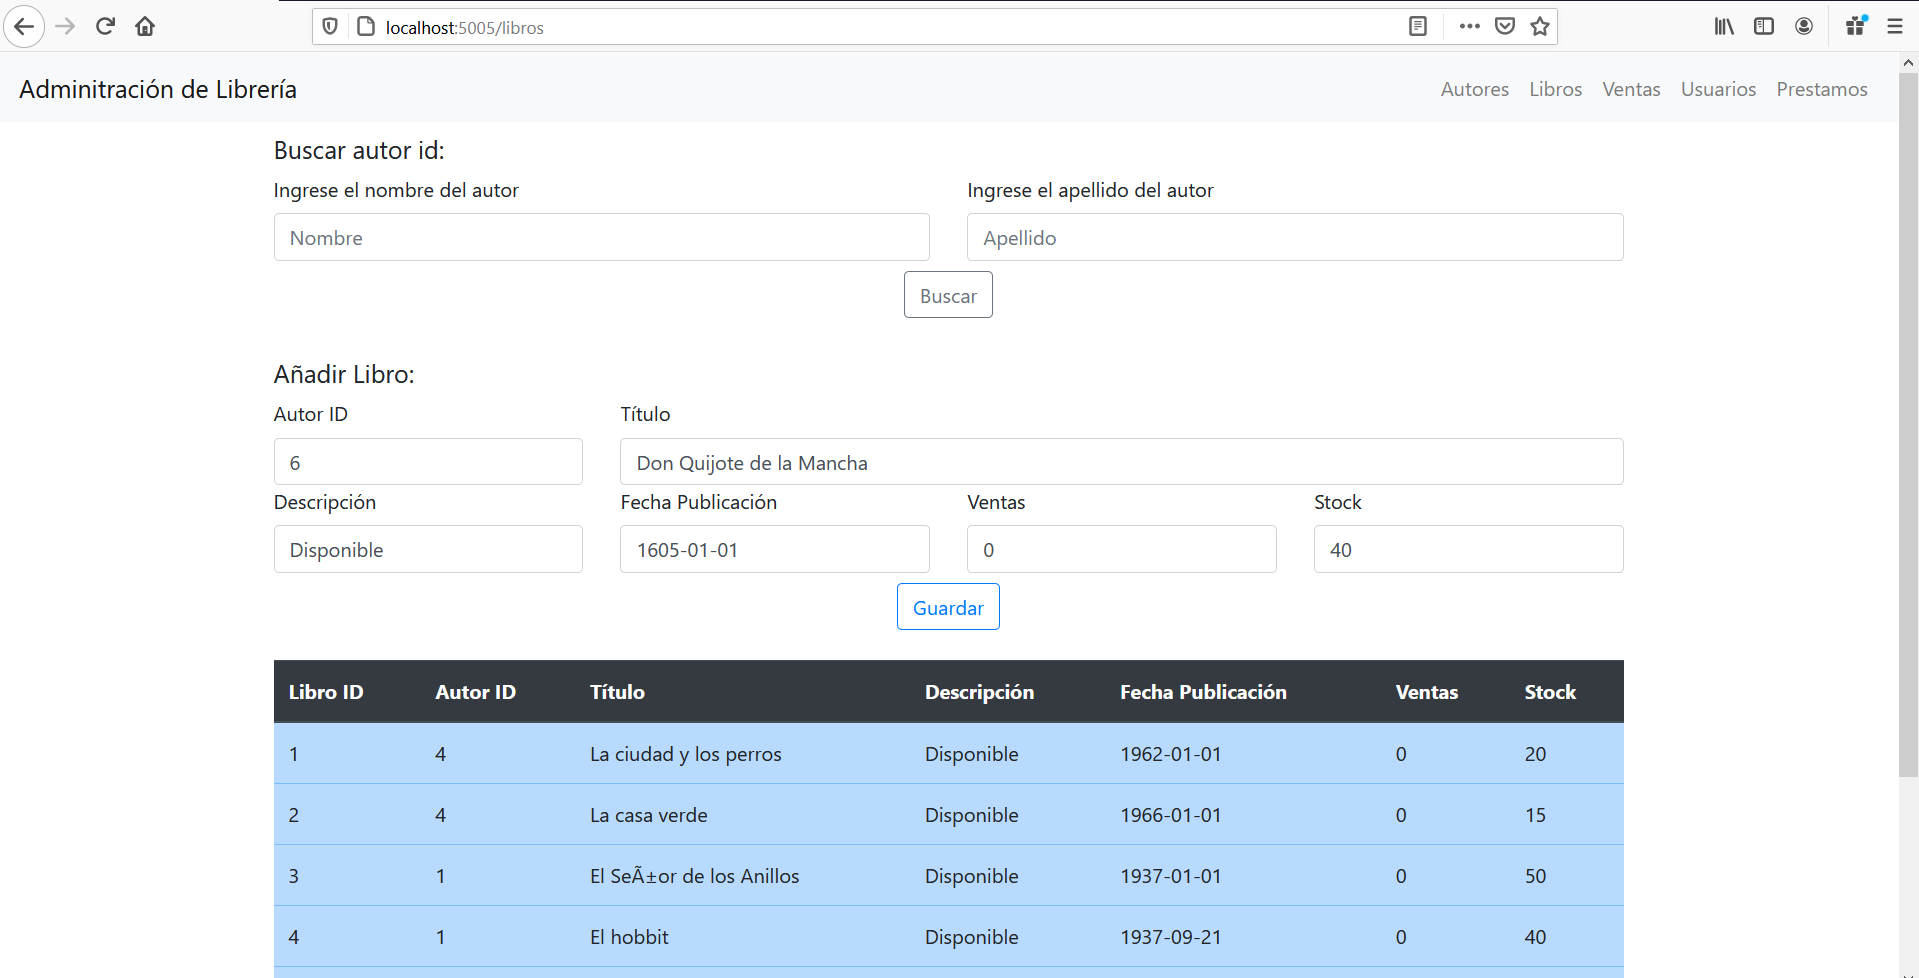 localhost:5005/libros
Adminitración de Librería Autores Libros Ventas Usuarios Prestamos
Buscar autor id:
Ingrese el nombre del autor Ingrese el apellido del autor
Nombre Apellido
Buscar
Añadir Libro:
Autor ID Título
6 Don Quijote de la Mancha
Descripción Fecha Publicación Ventas Stock
Disponible 1605-01-01 0 40
Guardar
Libro ID Autor ID Título Descripción Fecha Publicación Ventas Stock
1 4 La ciudad y los perros Disponible 1962-01-01 0 20
2 4 La casa verde Disponible 1966-01-01 0 15
3 1 El SeÃ±or de los Anillos Disponible 1937-01-01 0 50
4 1 El hobbit Disponible 1937-09-21 0 40